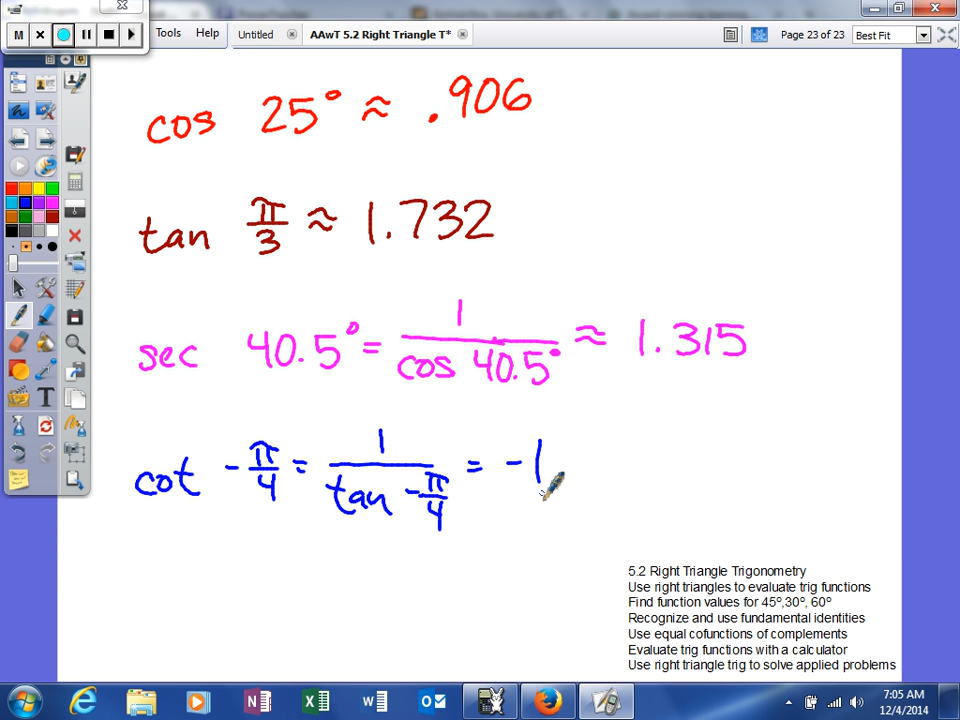 M
Tools Help Untitled AAwT 5.2 Right Triangle T* Page 23 of 23 Best Fit
cos 25° ≈ .906
tan π/3 ≈ 1.732
sec 40.5° = 1/cos 40.5° ≈ 1.315
cot -π/4 = 1/tan -π/4 = -1
5.2 Right Triangle Trigonometry
Use right triangles to evaluate trig functions
Find function values for 45°,30°, 60°
Recognize and use fundamental identities
Use equal cofunctions of complements
Evaluate trig functions with a calculator
Use right triangle trig to solve applied problems
7:05 AM
12/4/2014